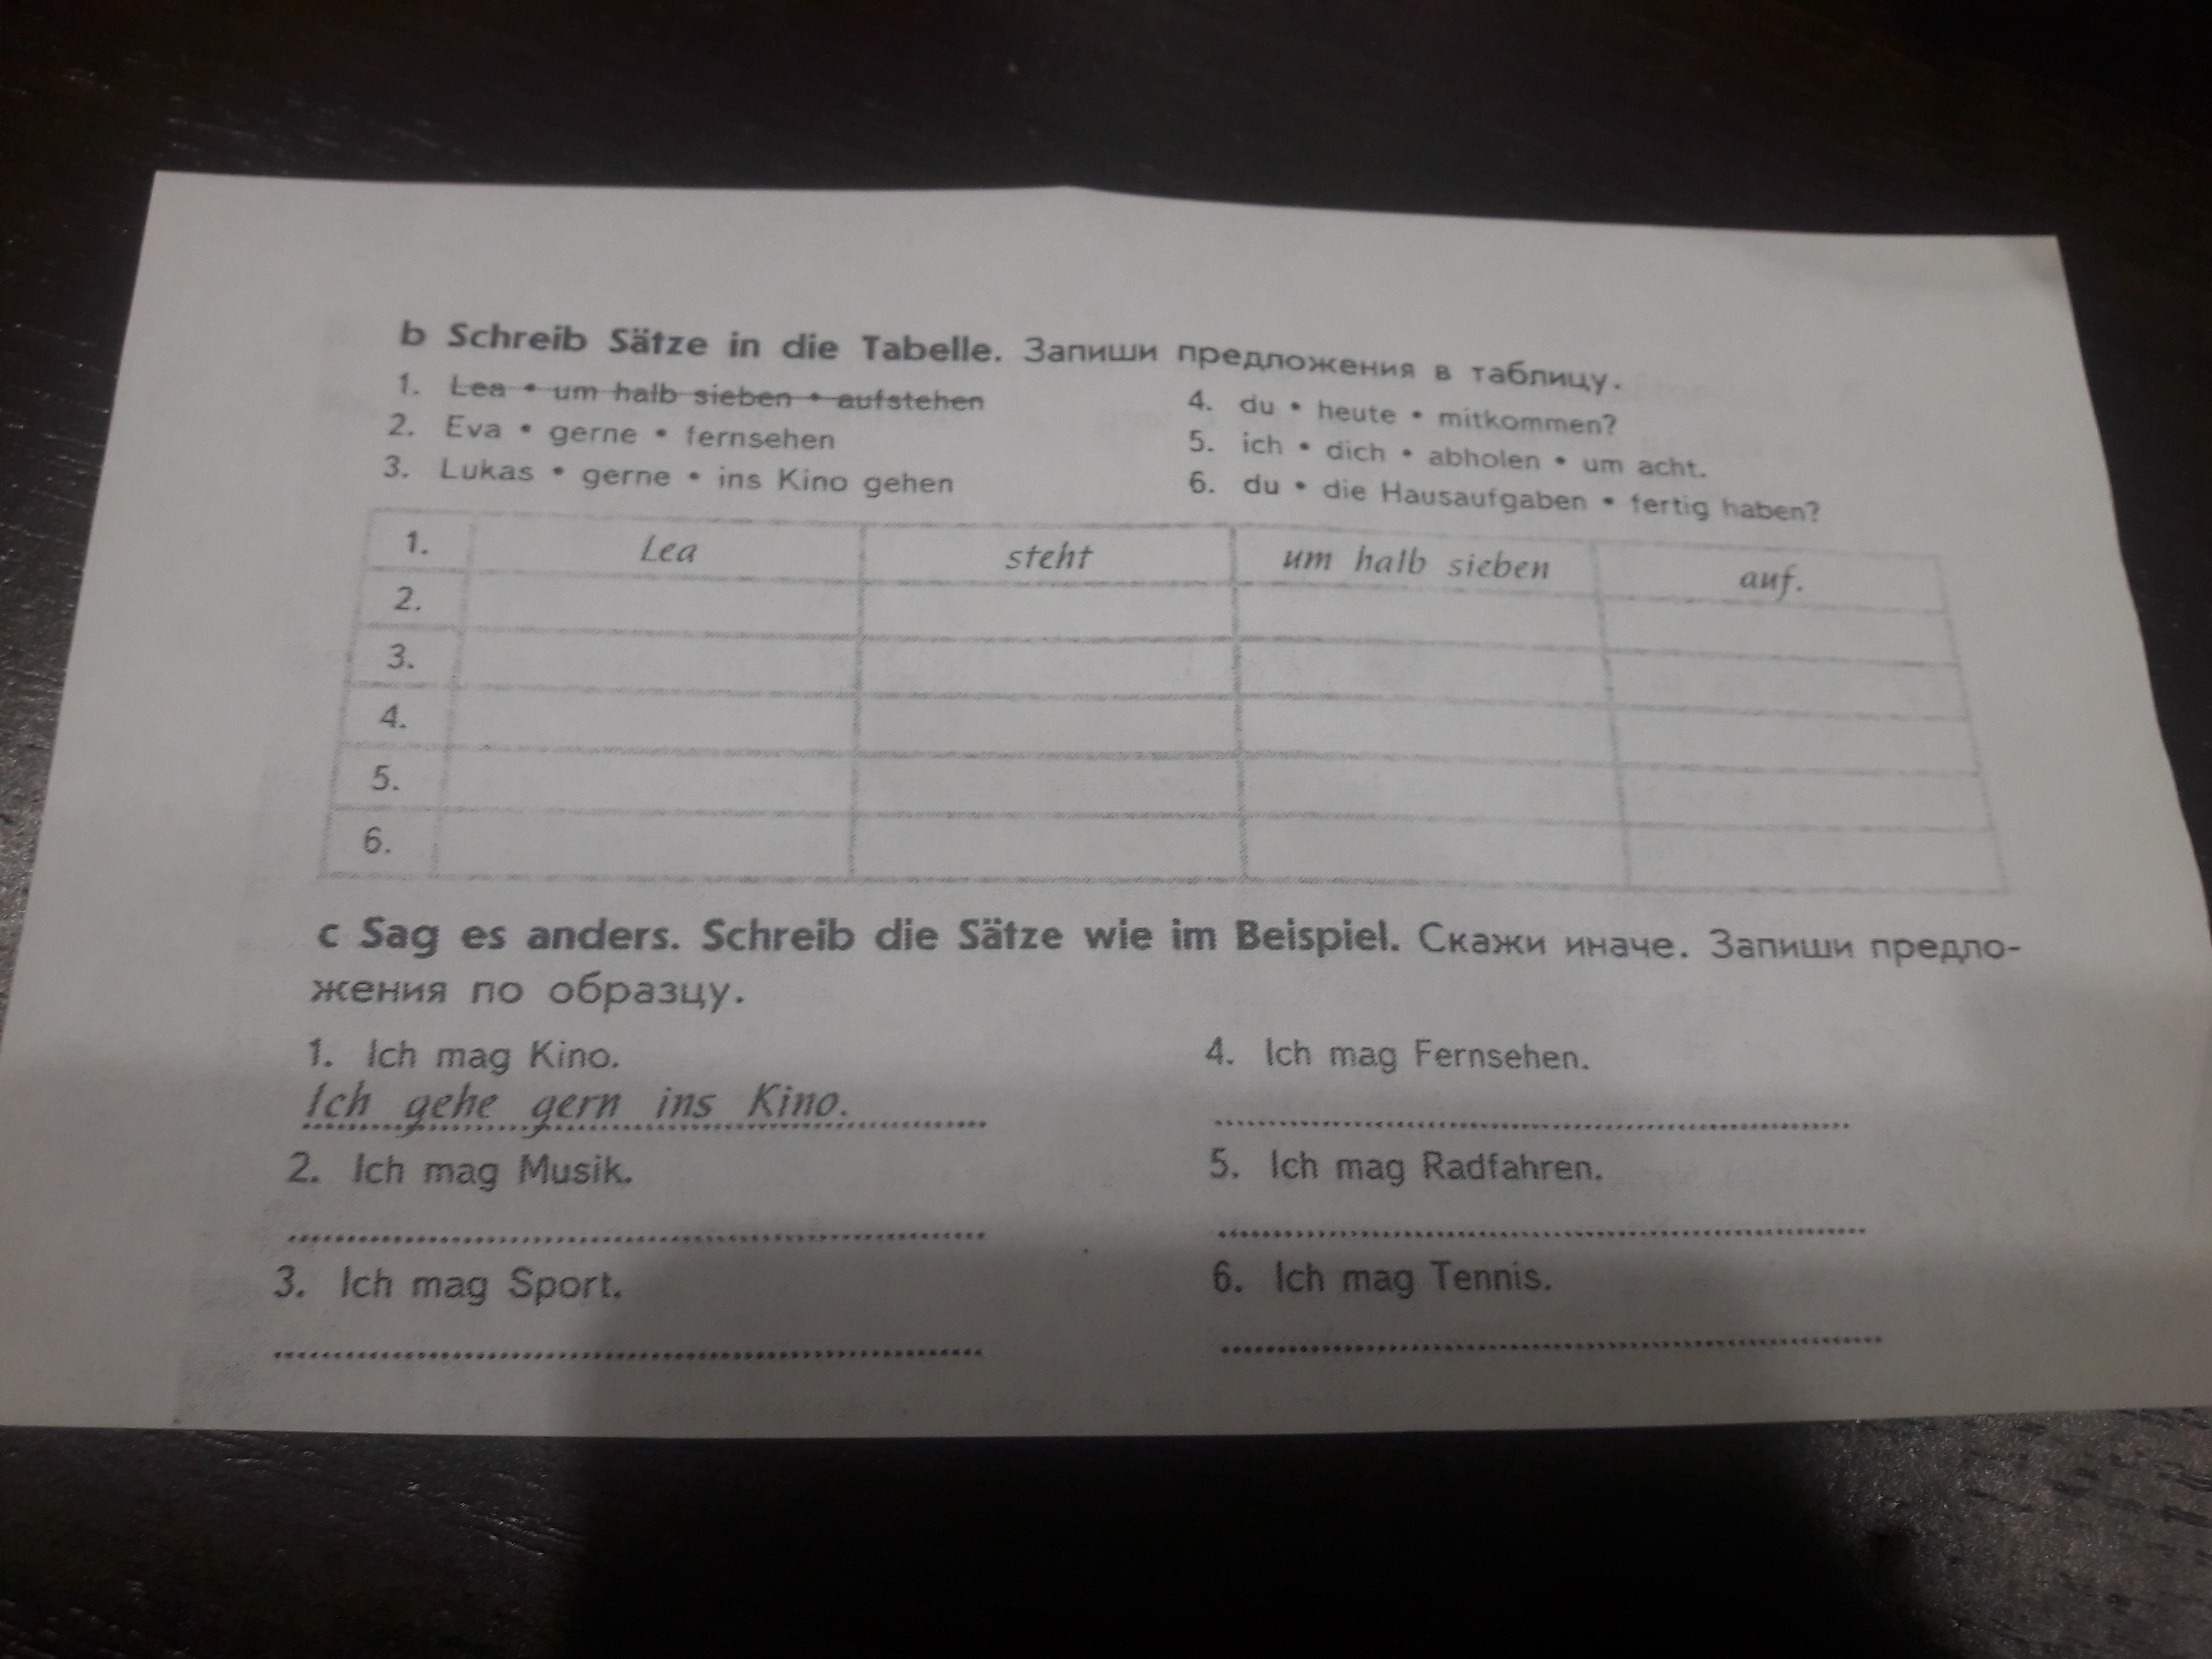 b Schreib Sätze in die Tabelle. Запиши предложения в таблицу.
1. Lea • um halb sieben • aufstehen
2. Eva • gerne • fernsehen
3. Lukas • gerne • ins Kino gehen
4. du • heute • mitkommen?
5. ich • dich • abholen • um acht.
6. du • die Hausaufgaben • fertig haben?
1. Lea steht um halb sieben auf.
2.
3.
4.
5.
6.
c Sag es anders. Schreib die Sätze wie im Beispiel. Скажи иначе. Запиши предло-
жения по образцу.
1. Ich mag Kino.
Ich gehe gern ins Kino.
2. Ich mag Musik.
3. Ich mag Sport.
4. Ich mag Fernsehen.
5. Ich mag Radfahren.
6. Ich mag Tennis.